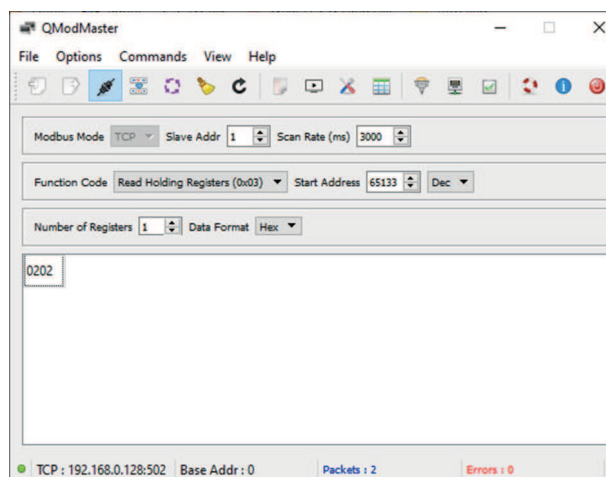 QModMaster
File Options Commands View Help
Modbus Mode TCP Slave Addr 1 Scan Rate (ms) 3000
Function Code Read Holding Registers (0x03) Start Address 65133 Dec
Number of Registers 1 Data Format Hex
0202
TCP : 192.168.0.128:502 Base Addr : 0 Packets : 2 Errors : 0